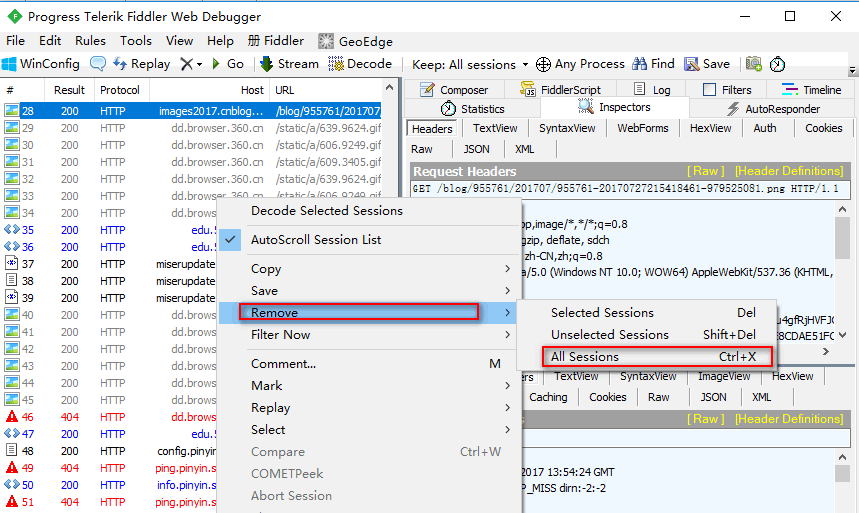 Progress Telerik Fiddler Web Debugger
File Edit Rules Tools View Help 册 Fiddler GeoEdge
WinConfig Replay Go Stream Decode Keep: All sessions Any Process Find Save
# Result Protocol Host URL
28 200 HTTP images2017.cnblog... /blog/955761/201707/
29 200 HTTP dd.browser.360.cn /static/a/639.9624.gif
30 200 HTTP dd.browser.360.cn /static/a/606.9249.gif
31 200 HTTP dd.browser.360.cn /static/a/609.3405.gif
32 200 HTTP dd.browser.360.cn /static/a/639.9624.gif
33 200 HTTP dd.browser.360.cn /static/a/606.9249.gif
34 200 HTTP dd.brows
35 200 HTTP edu.5
36 200 HTTP edu.5
37 200 HTTP miserupdate
38 200 HTTP miserupdate
39 200 HTTP miserupdate
40 200 HTTP dd.brows
41 200 HTTP dd.brows
42 200 HTTP dd.brows
43 200 HTTP dd.brows
44 200 HTTP dd.brows
45 200 HTTP dd.brows
46 404 HTTP dd.brows
47 200 HTTP edu.5
48 200 HTTP config.pinyin
49 404 HTTP ping.pinyin.s
50 200 HTTP info.pinyin.s
51 404 HTTP ping.pinyin.s
Decode Selected Sessions
AutoScroll Session List
Copy
Save
Remove
Filter Now
Comment... M
Mark
Replay
Select
Compare Ctrl+W
COMETPeek
Abort Session
Selected Sessions Del
Unselected Sessions Shift+Del
All Sessions Ctrl+X
Composer FiddlerScript Log Filters Timeline
Statistics Inspectors AutoResponder
Headers TextView SyntaxView WebForms HexView Auth Cookies
Raw JSON XML
Request Headers [ Raw ] [Header Definitions]
GET /blog/955761/201707/955761-20170727215418461-979525081.png HTTP/1.1
op,image/*,*/*;q=0.8
gzip, deflate, sdch
zh-CN,zh;q=0.8
a/5.0 (Windows NT 10.0; WOW64) AppleWebKit/537.36 (KHTML,
u4gfRjHVFJC
F8CDAE51FC
ers TextView SyntaxView ImageView HexView
Caching Cookies Raw JSON XML
[ Raw ] [Header Definitions]
2017 13:54:24 GMT
P_MISS dirn:-2:-2